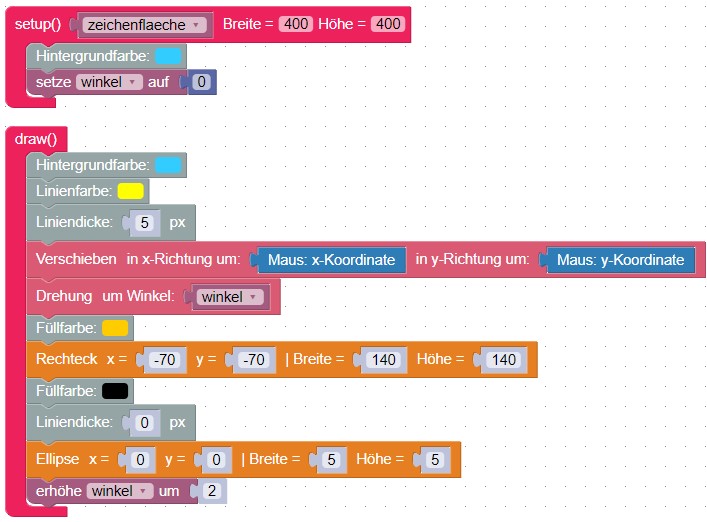 setup() zeichenflaeche Breite = 400 Höhe = 400
Hintergrundfarbe:
setze winkel auf 0
draw()
Hintergrundfarbe:
Linienfarbe:
Liniendicke: 5 px
Verschieben in x-Richtung um: Maus: x-Koordinate in y-Richtung um: Maus: y-Koordinate
Drehung um Winkel: winkel
Füllfarbe:
Rechteck x = -70 y = -70 | Breite = 140 Höhe = 140
Füllfarbe:
Liniendicke: 0 px
Ellipse x = 0 y = 0 | Breite = 5 Höhe = 5
erhöhe winkel um 2